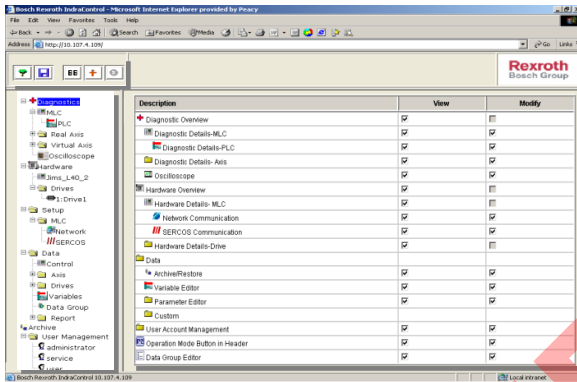 Bosch Rexroth IndraControl - Microsoft Internet Explorer provided by Peacy
File Edit View Favorites Tools Help
Back Search Favorites Media
Address http://10.107.4.109/ Go Links
BB
Rexroth
Bosch Group
Diagnostics
MLC
PLC
Real Axis
Virtual Axis
Oscilloscope
Hardware
Jims_L40_2
Drives
1:Drive1
Setup
MLC
Network
SERCOS
Data
Control
Axis
Drives
Variables
Data Group
Report
Archive
User Management
administrator
service
user
Description View Modify
Diagnostic Overview
Diagnostic Details-MLC
Diagnostic Details-PLC
Diagnostic Details- Axis
Oscilloscope
Hardware Overview
Hardware Details- MLC
Network Communication
SERCOS Communication
Hardware Details-Drive
Data
Archive/Restore
Variable Editor
Parameter Editor
Custom
User Account Management
Operation Mode Button in Header
Data Group Editor
Bosch Rexroth IndraControl 10.107.4.109 Local intranet